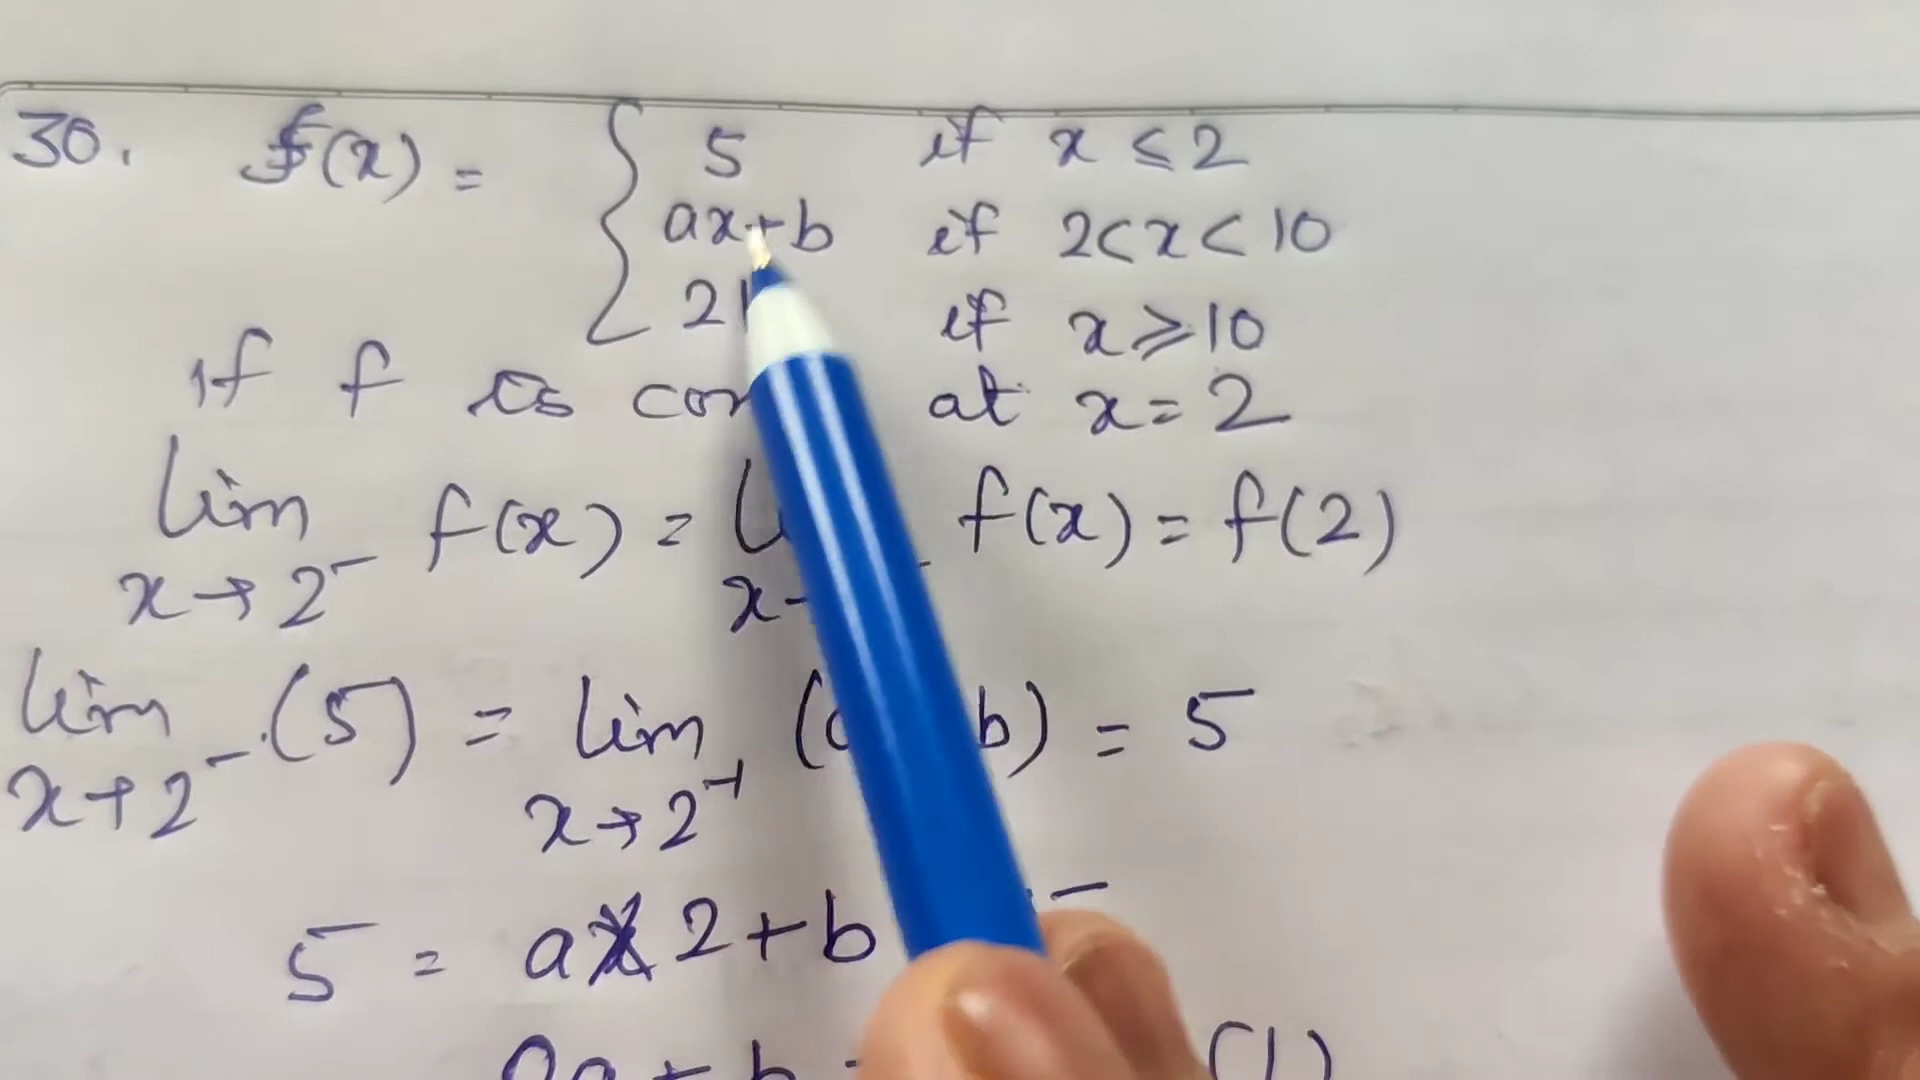 30. f(x) = { 5 if x ≤ 2
ax+b if 2<x<10
21 if x ≥ 10
If f is at x = 2
lim x→2⁻ f(x) = f(x) = f(2)
lim x→2⁻ (5) = lim x→2⁺ ( b) = 5
5 = a×2+b
2a+b (1)